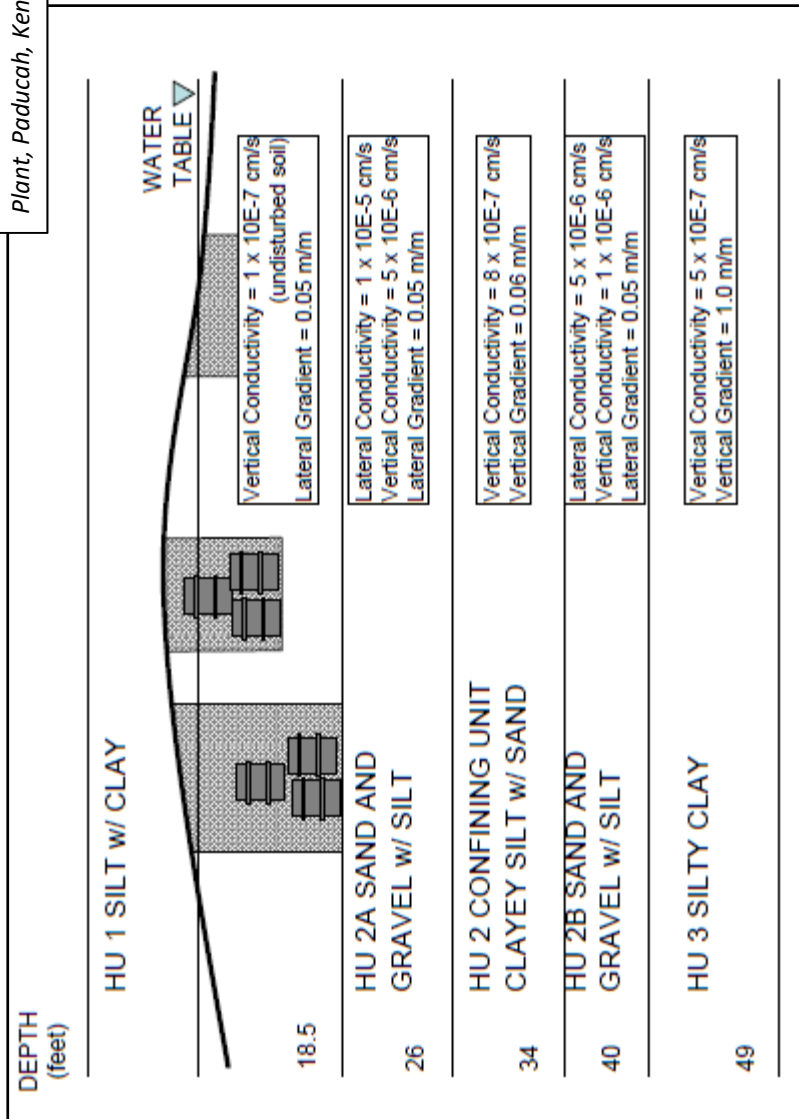 Plant, Paducah, Ken
DEPTH
(feet)
HU 1 SILT w/ CLAY
WATER
TABLE
Vertical Conductivity = 1 x 10E-7 cm/s
(undisturbed soil)
Lateral Gradient = 0.05 m/m
18.5
HU 2A SAND AND
GRAVEL w/ SILT
Lateral Conductivity = 1 x 10E-5 cm/s
Vertical Conductivity = 5 x 10E-6 cm/s
Lateral Gradient = 0.05 m/m
26
HU 2 CONFINING UNIT
CLAYEY SILT w/ SAND
Vertical Conductivity = 8 x 10E-7 cm/s
Vertical Gradient = 0.06 m/m
34
HU 2B SAND AND
GRAVEL w/ SILT
Lateral Conductivity = 5 x 10E-6 cm/s
Vertical Conductivity = 1 x 10E-6 cm/s
Lateral Gradient = 0.05 m/m
40
HU 3 SILTY CLAY
Vertical Conductivity = 5 x 10E-7 cm/s
Vertical Gradient = 1.0 m/m
49